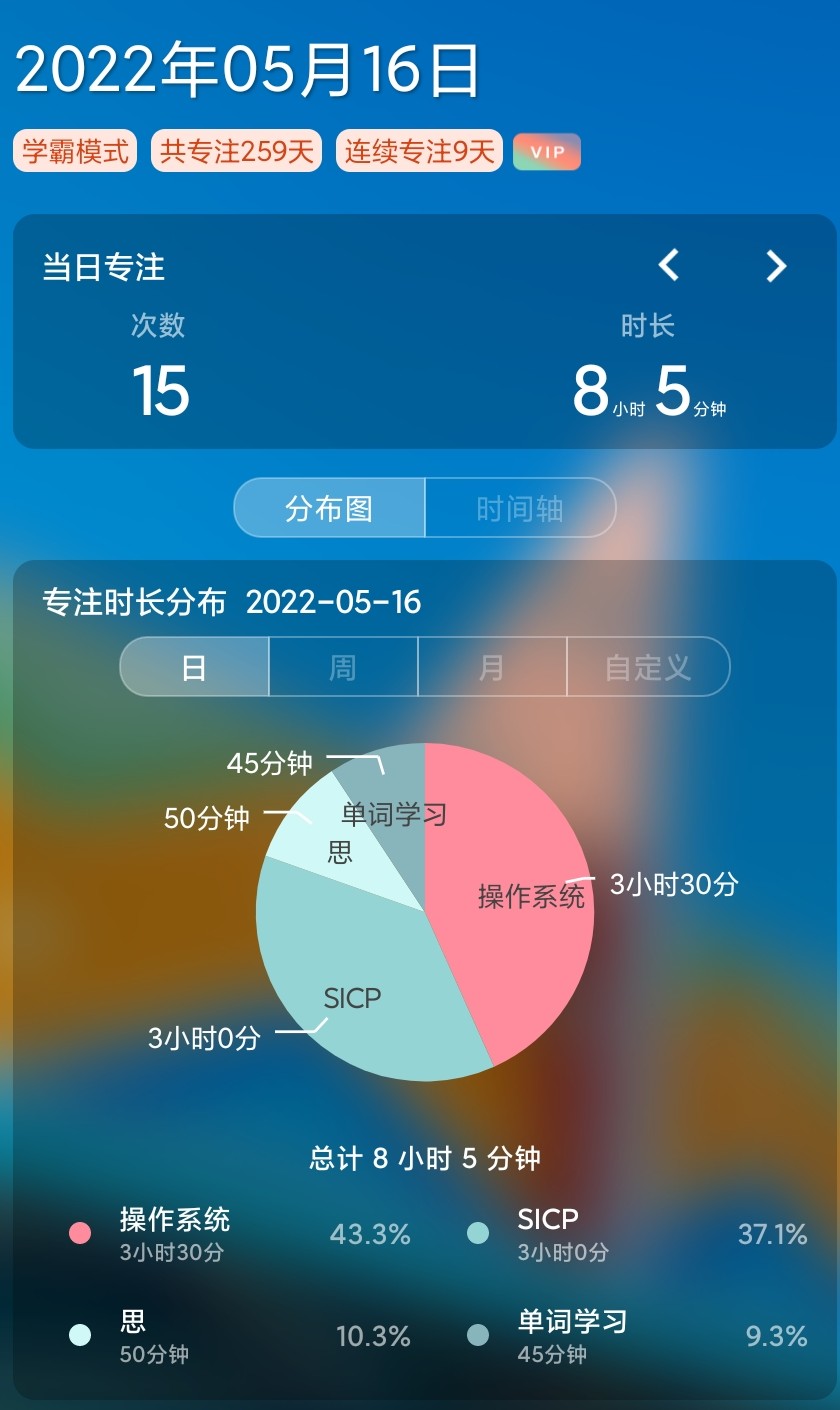 2022年05月16日
学霸模式 共专注259天 连续专注9天 VIP
当日专注
次数 时长
15 8小时5分钟
分布图 时间轴
专注时长分布 2022-05-16
日 周 月 自定义
45分钟
单词学习
50分钟
思
操作系统 3小时30分
SICP
3小时0分
总计 8 小时 5 分钟
操作系统 43.3% SICP 37.1%
3小时30分 3小时0分
思 10.3% 单词学习 9.3%
50分钟 45分钟